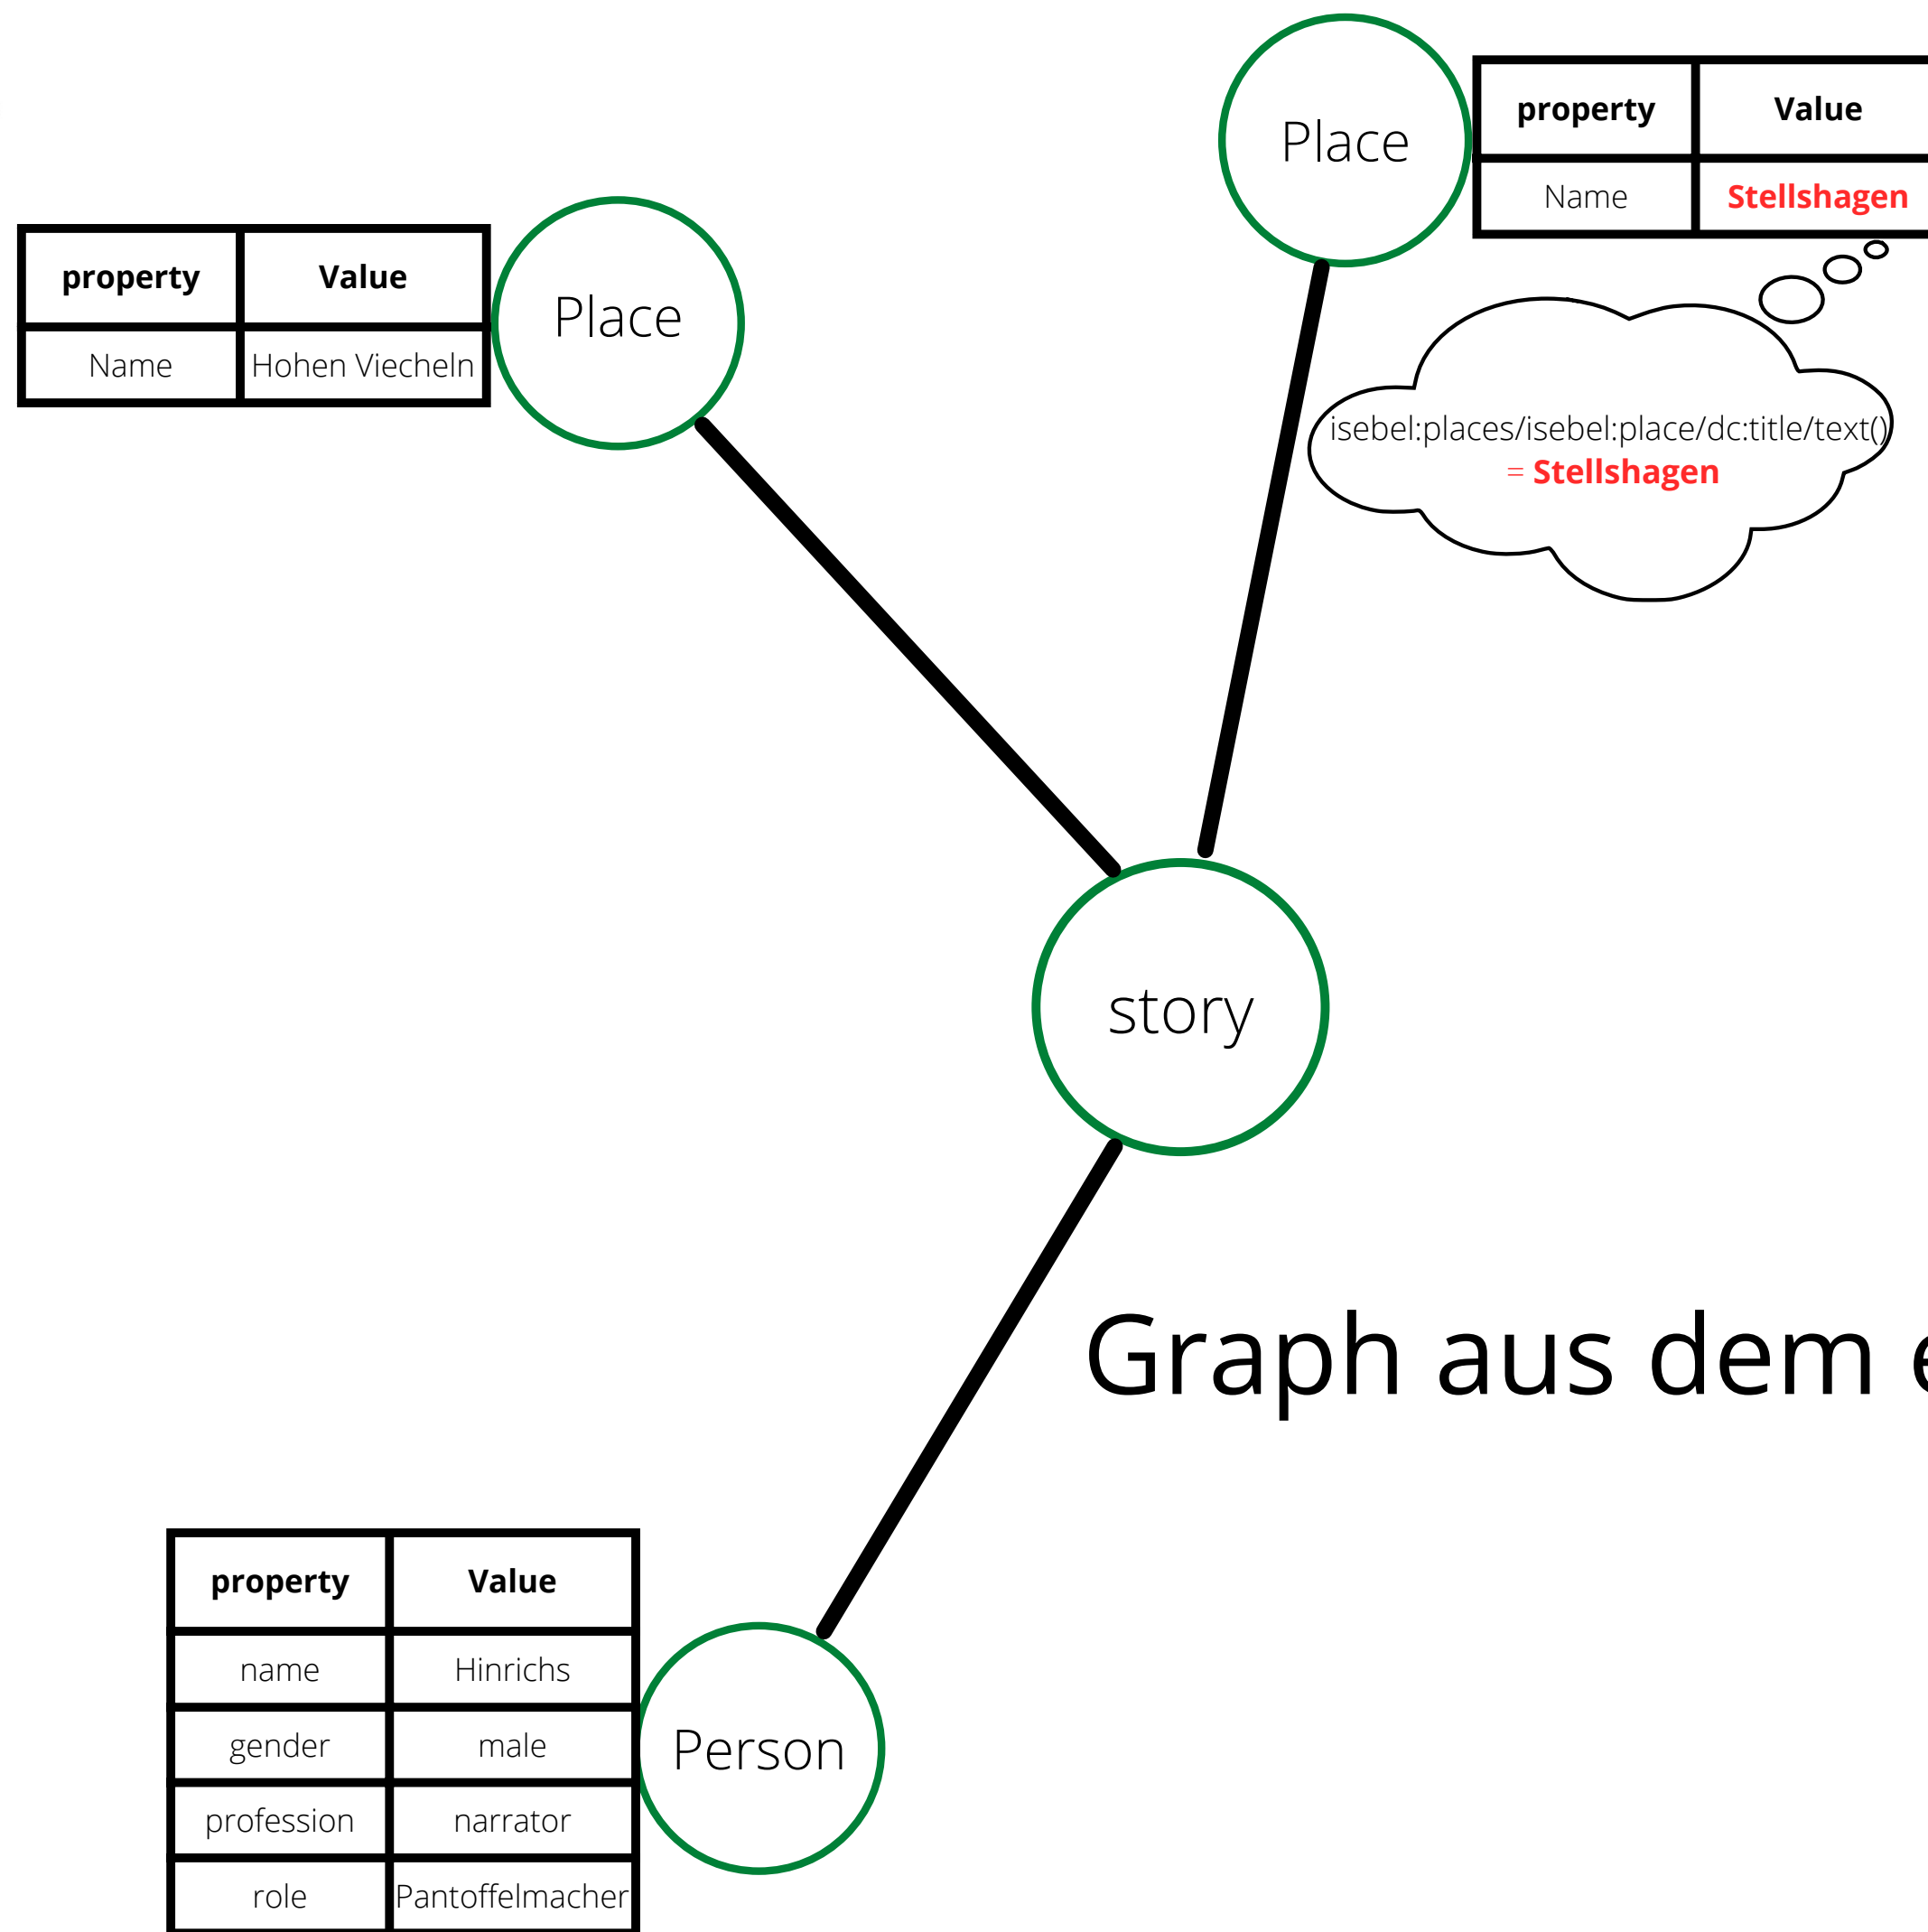 Place
property Value
Name Stellshagen
Place
property Value
Name Hohen Viecheln
isebel:places/isebel:place/dc:title/text()
= Stellshagen
story
Graph aus dem
property Value
name Hinrichs
gender male
profession narrator
role Pantoffelmacher
Person